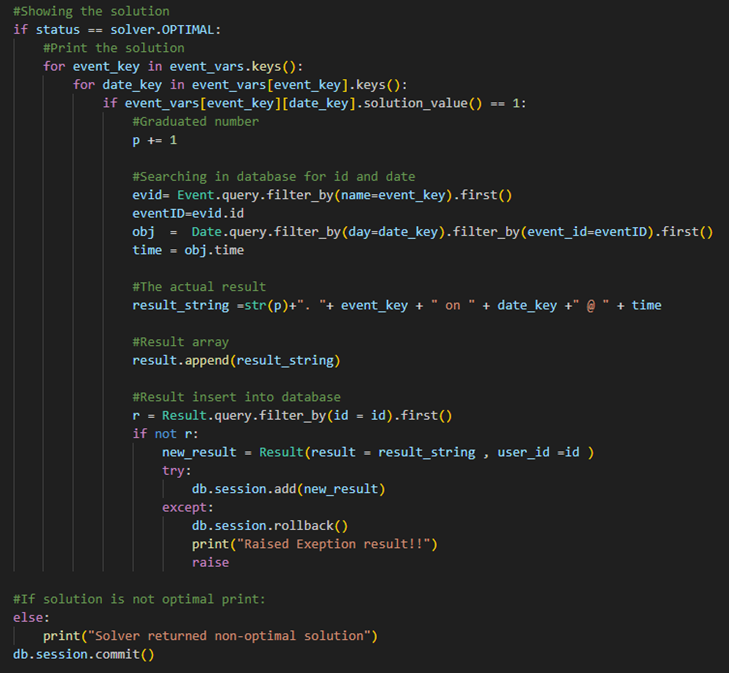 #Showing the solution
if status == solver.OPTIMAL:
    #Print the solution
    for event_key in event_vars.keys():
        for date_key in event_vars[event_key].keys():
            if event_vars[event_key][date_key].solution_value() == 1:
                #Graduated number
                p += 1

                #Searching in database for id and date
                evid= Event.query.filter_by(name=event_key).first()
                eventID=evid.id
                obj  =  Date.query.filter_by(day=date_key).filter_by(event_id=eventID).first()
                time = obj.time

                #The actual result
                result_string =str(p)+". "+ event_key + " on " + date_key +" @ " + time

                #Result array
                result.append(result_string)

                #Result insert into database
                r = Result.query.filter_by(id = id).first()
                if not r:
                    new_result = Result(result = result_string , user_id =id )
                    try:
                        db.session.add(new_result)
                    except:
                        db.session.rollback()
                        print("Raised Exeption result!!")
                        raise

#If solution is not optimal print:
else:
    print("Solver returned non-optimal solution")
db.session.commit()